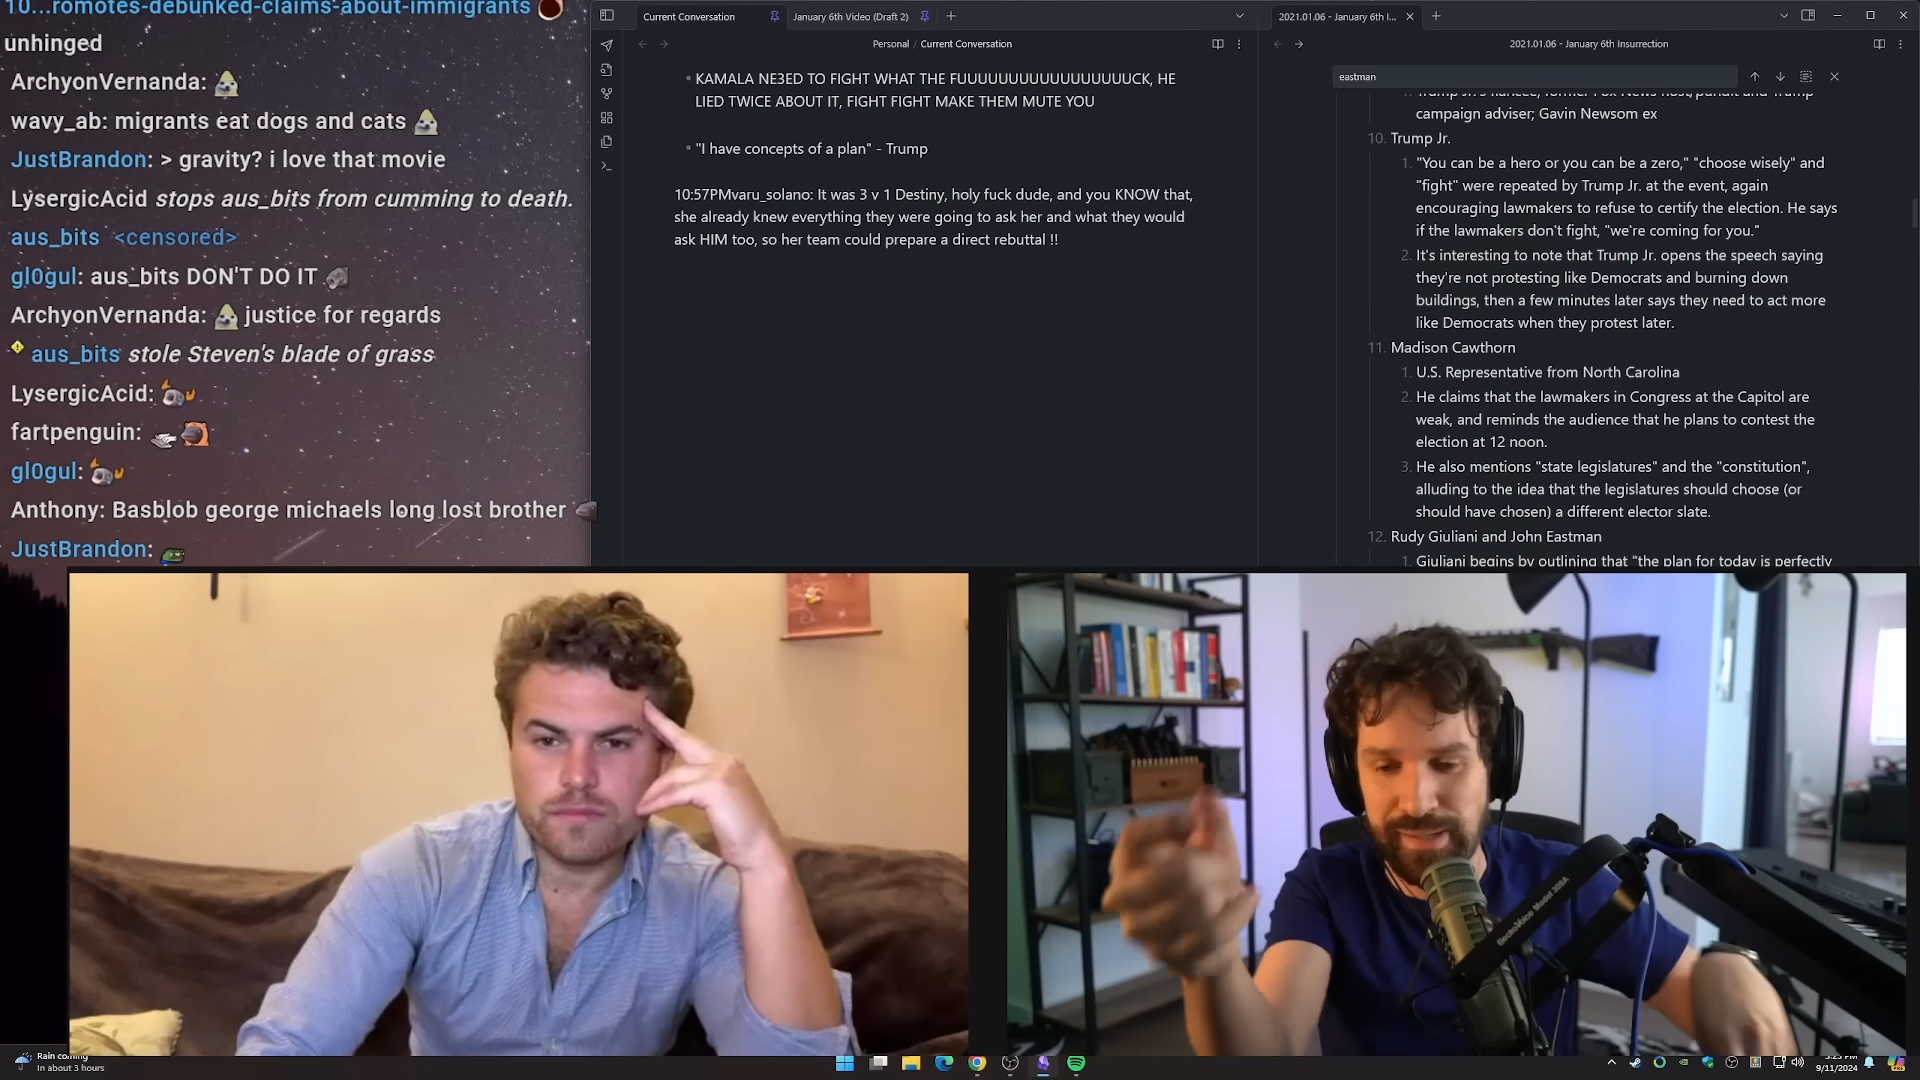 10...romotes-debunked-claims-about-immigrants
unhinged
ArchyonVernanda:
wavy_ab: migrants eat dogs and cats
JustBrandon: > gravity? i love that movie
LysergicAcid stops aus_bits from cumming to death.
aus_bits <censored>
gl0gul: aus_bits DON'T DO IT
ArchyonVernanda: justice for regards
aus_bits stole Steven's blade of grass
LysergicAcid:
fartpenguin:
gl0gul:
Anthony: Basblob george michaels long lost brother
JustBrandon:
Current Conversation
January 6th Video (Draft 2)
Personal / Current Conversation
• KAMALA NE3ED TO FIGHT WHAT THE FUUUUUUUUUUUUUUUUUCK, HE
LIED TWICE ABOUT IT, FIGHT FIGHT MAKE THEM MUTE YOU
• "I have concepts of a plan" - Trump
10:57PMvaru_solano: It was 3 v 1 Destiny, holy fuck dude, and you KNOW that,
she already knew everything they were going to ask her and what they would
ask HIM too, so her team could prepare a direct rebuttal !!
2021.01.06 - January 6th I...
2021.01.06 - January 6th Insurrection
eastman
campaign adviser; Gavin Newsom ex
10. Trump Jr.
1. "You can be a hero or you can be a zero," "choose wisely" and
"fight" were repeated by Trump Jr. at the event, again
encouraging lawmakers to refuse to certify the election. He says
if the lawmakers don't fight, "we're coming for you."
2. It's interesting to note that Trump Jr. opens the speech saying
they're not protesting like Democrats and burning down
buildings, then a few minutes later says they need to act more
like Democrats when they protest later.
11. Madison Cawthorn
1. U.S. Representative from North Carolina
2. He claims that the lawmakers in Congress at the Capitol are
weak, and reminds the audience that he plans to contest the
election at 12 noon.
3. He also mentions "state legislatures" and the "constitution",
alluding to the idea that the legislatures should choose (or
should have chosen) a different elector slate.
12. Rudy Giuliani and John Eastman
1. Giuliani begins by outlining that "the plan for today is perfectly
Rain coming
In about 3 hours
9/11/2024